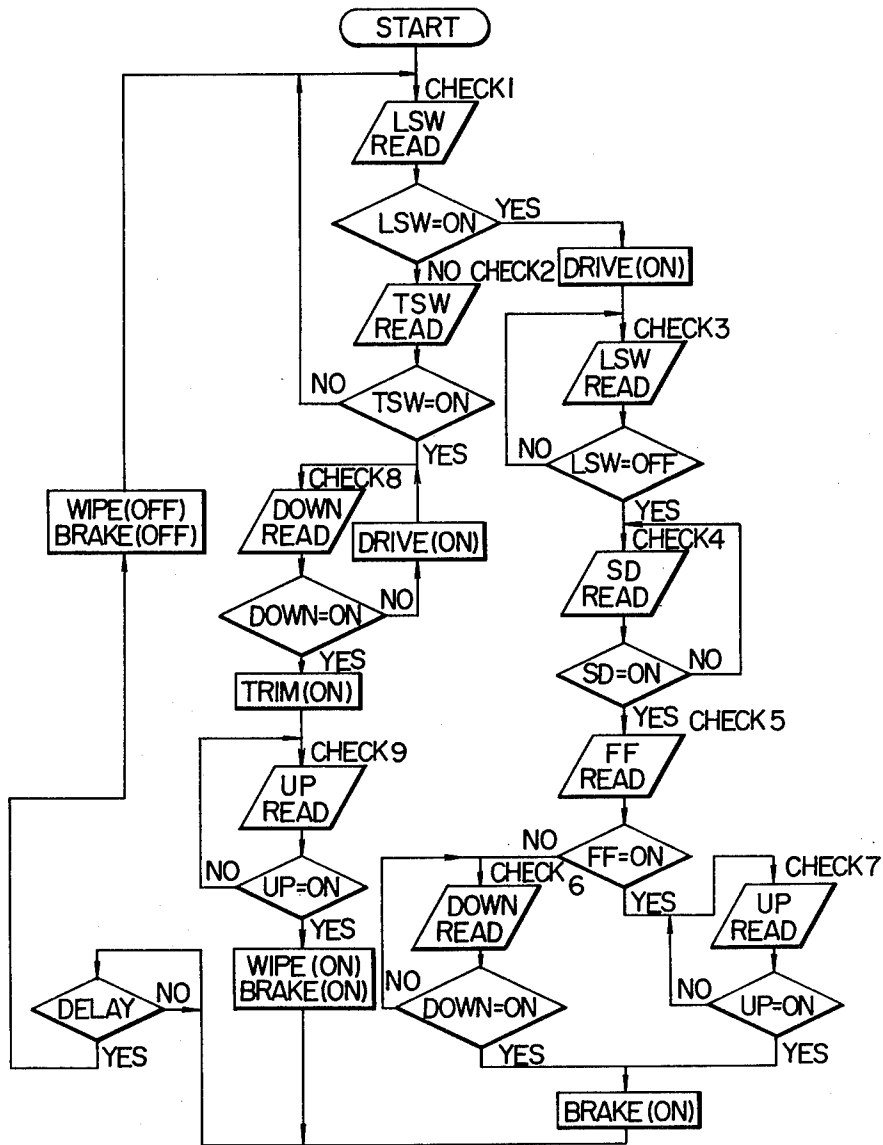 START
CHECK1
LSW
READ
LSW=ON
YES
NO
CHECK2
DRIVE(ON)
TSW
READ
CHECK3
LSW
READ
NO
TSW=ON
YES
NO
LSW=OFF
YES
CHECK8
DOWN
READ
DRIVE(ON)
WIPE(OFF)
BRAKE(OFF)
CHECK4
SD
READ
DOWN=ON
NO
YES
SD=ON
NO
YES
TRIM(ON)
CHECK5
FF
READ
CHECK9
UP
READ
NO
FF=ON
YES
NO
UP=ON
YES
CHECK6
DOWN
READ
CHECK7
UP
READ
WIPE(ON)
BRAKE(ON)
NO
DOWN=ON
YES
NO
UP=ON
YES
DELAY
NO
YES
BRAKE(ON)